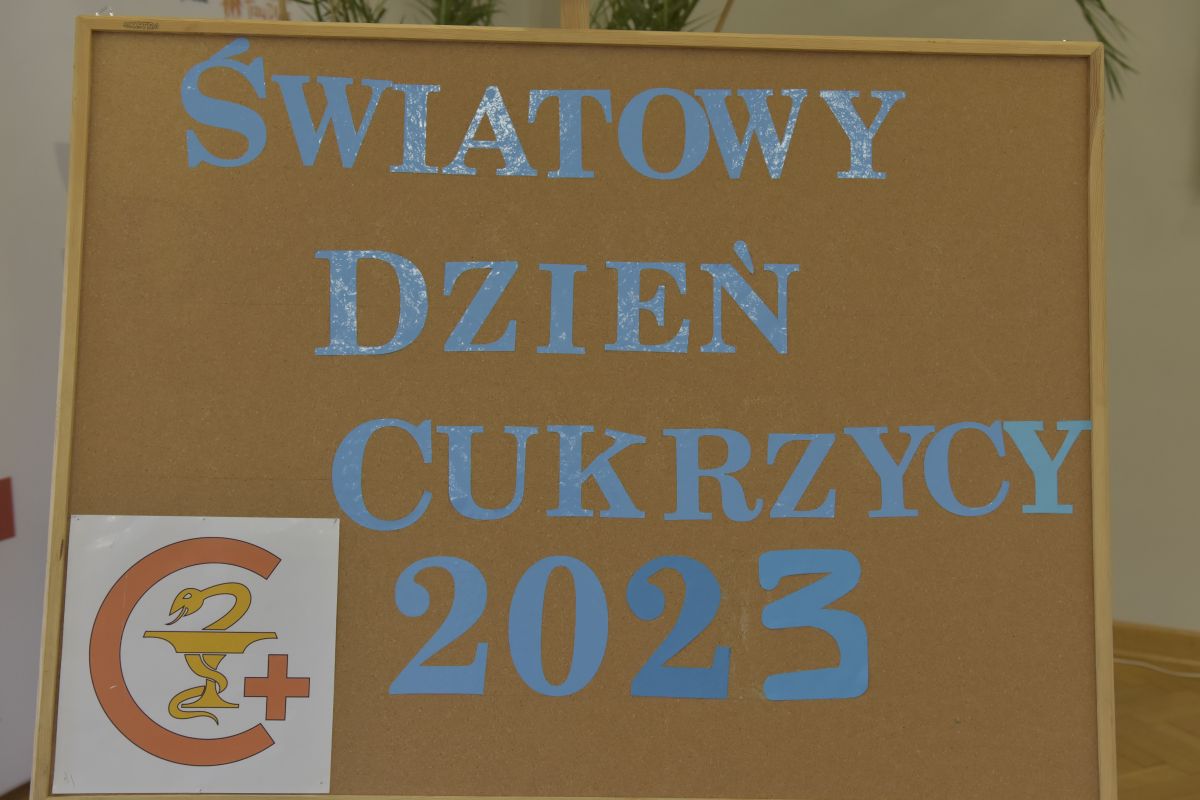 ŚWIATOWY
DZIEŃ
CUKRZYCY
2023